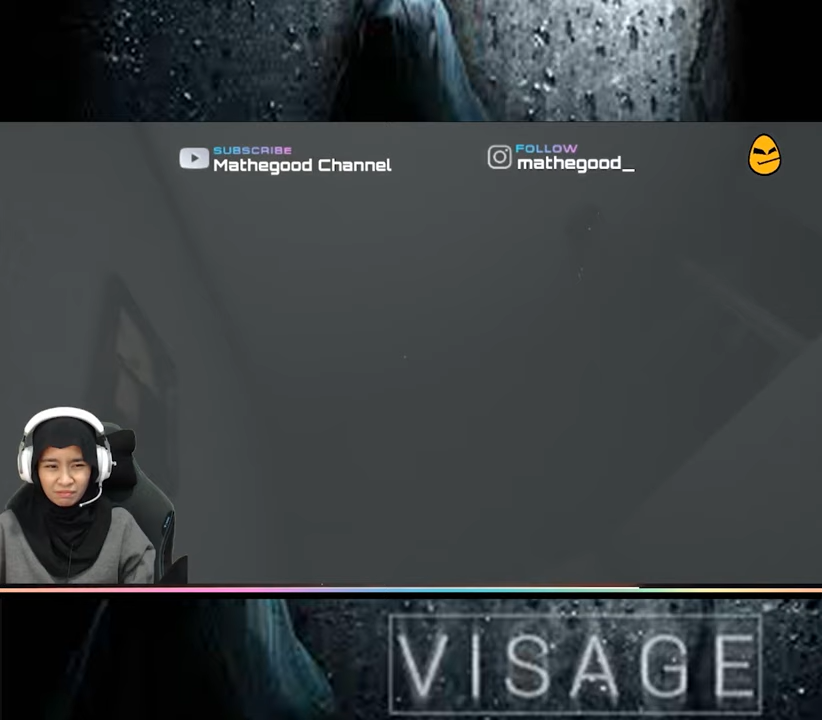 SUBSCRIBE
Mathegood Channel
FOLLOW
mathegood_
VISAGE